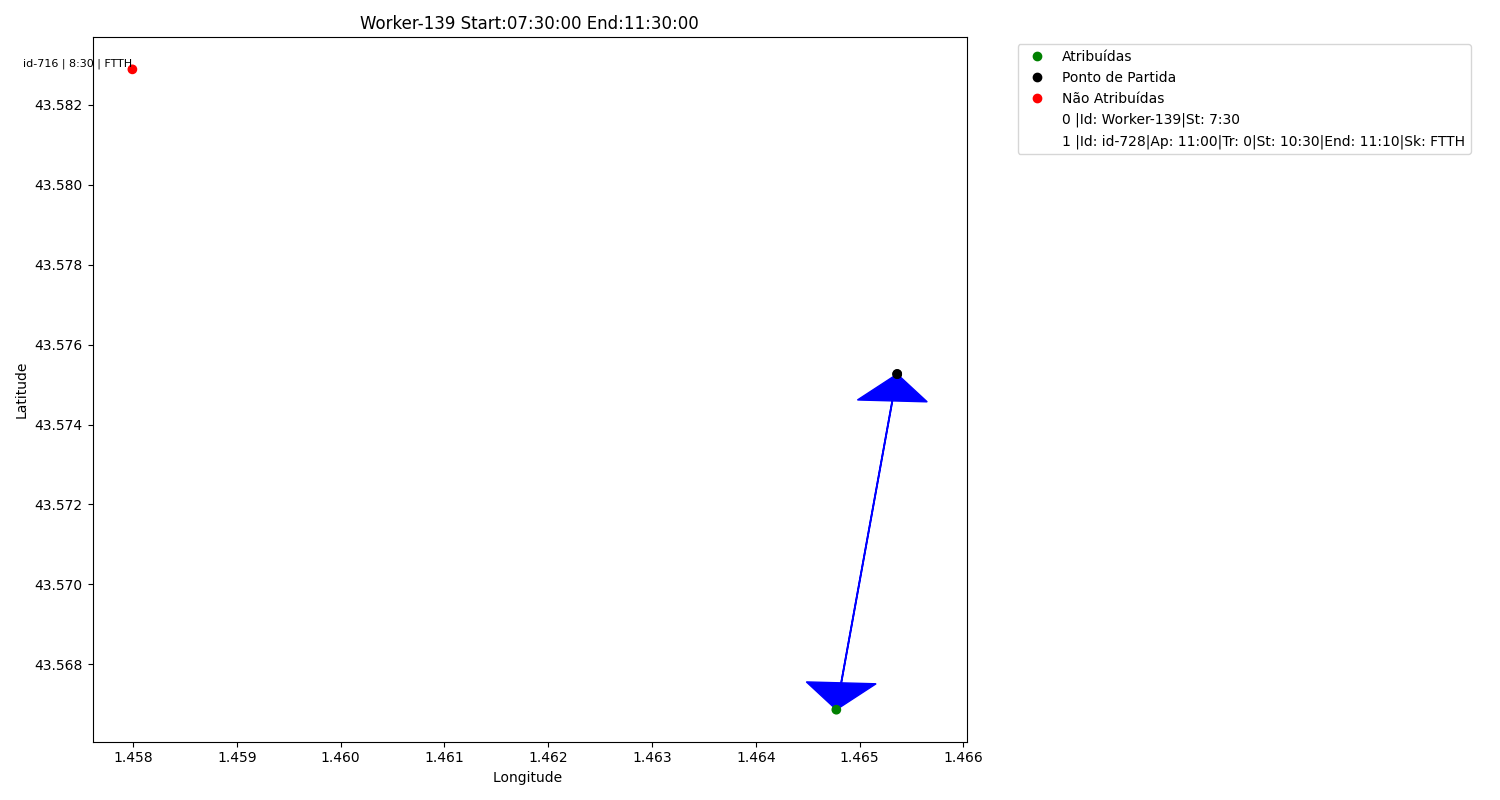 Worker-139 Start:07:30:00 End:11:30:00
id-716 | 8:30 | FTTH
43.582
43.580
43.578
43.576
43.574
43.572
43.570
43.568
Latitude
1.458 1.459 1.460 1.461 1.462 1.463 1.464 1.465 1.466
Longitude
Atribuídas
Ponto de Partida
Não Atribuídas
0 |Id: Worker-139|St: 7:30
1 |Id: id-728|Ap: 11:00|Tr: 0|St: 10:30|End: 11:10|Sk: FTTH